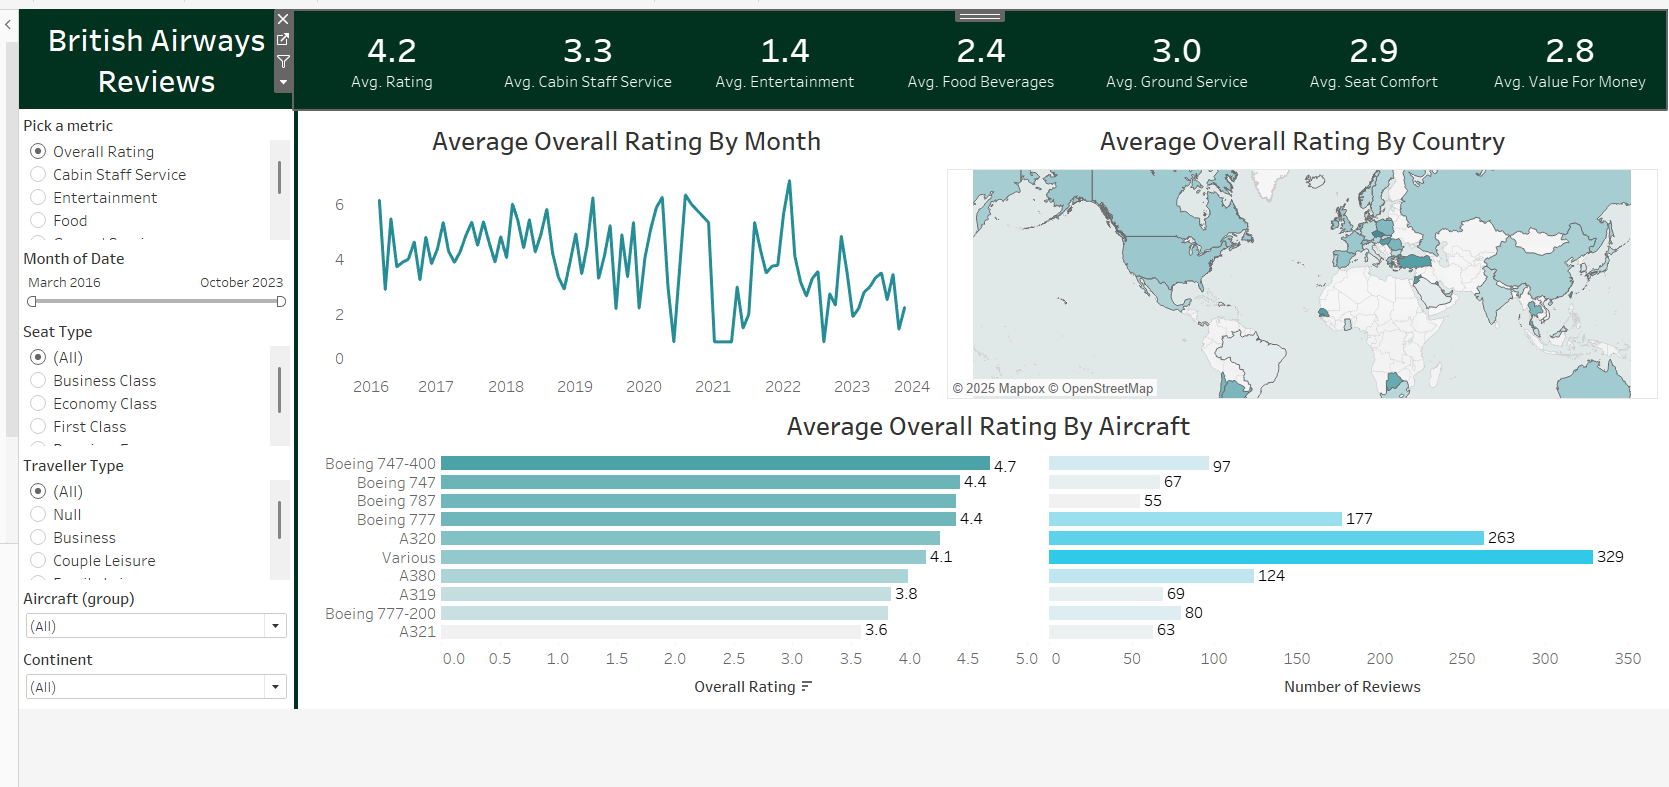 British Airways
Reviews
4.2
Avg. Rating
3.3
Avg. Cabin Staff Service
1.4
Avg. Entertainment
2.4
Avg. Food Beverages
3.0
Avg. Ground Service
2.9
Avg. Seat Comfort
2.8
Avg. Value For Money
Pick a metric
Overall Rating
Cabin Staff Service
Entertainment
Food
Month of Date
March 2016 October 2023
Seat Type
(All)
Business Class
Economy Class
First Class
Traveller Type
(All)
Null
Business
Couple Leisure
Aircraft (group)
(All)
Continent
(All)
Average Overall Rating By Month
6
4
2
0
2016 2017 2018 2019 2020 2021 2022 2023 2024
Average Overall Rating By Country
© 2025 Mapbox © OpenStreetMap
Average Overall Rating By Aircraft
Boeing 747-400 4.7 97
Boeing 747 4.4 67
Boeing 787 55
Boeing 777 4.4 177
A320 263
Various 4.1 329
A380 124
A319 3.8 69
Boeing 777-200 80
A321 3.6 63
0.0 0.5 1.0 1.5 2.0 2.5 3.0 3.5 4.0 4.5 5.0
Overall Rating
0 50 100 150 200 250 300 350
Number of Reviews